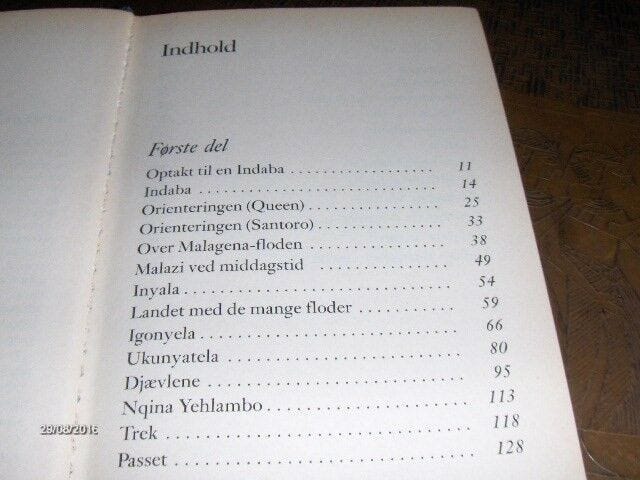 Indhold
Første del
Optakt til en Indaba . . . . . . . . . . . . . . . . . . 11
Indaba . . . . . . . . . . . . . . . . . . . . . . . . . . . . . 14
Orienteringen (Queen) . . . . . . . . . . . . . . . . 25
Orienteringen (Santoro) . . . . . . . . . . . . . . . 33
Over Malagena-floden . . . . . . . . . . . . . . . . 38
Malazi ved middagstid . . . . . . . . . . . . . . . . 49
Inyala . . . . . . . . . . . . . . . . . . . . . . . . . . . . . 54
Landet med de mange floder . . . . . . . . . . . 59
Igonyela . . . . . . . . . . . . . . . . . . . . . . . . . . . 66
Ukunyatela . . . . . . . . . . . . . . . . . . . . . . . . . 80
Djævlene . . . . . . . . . . . . . . . . . . . . . . . . . . . 95
Nqina Yehlambo . . . . . . . . . . . . . . . . . . . . . 113
Trek . . . . . . . . . . . . . . . . . . . . . . . . . . . . . . . 118
Passet . . . . . . . . . . . . . . . . . . . . . . . . . . . . . 128
29/08/2016